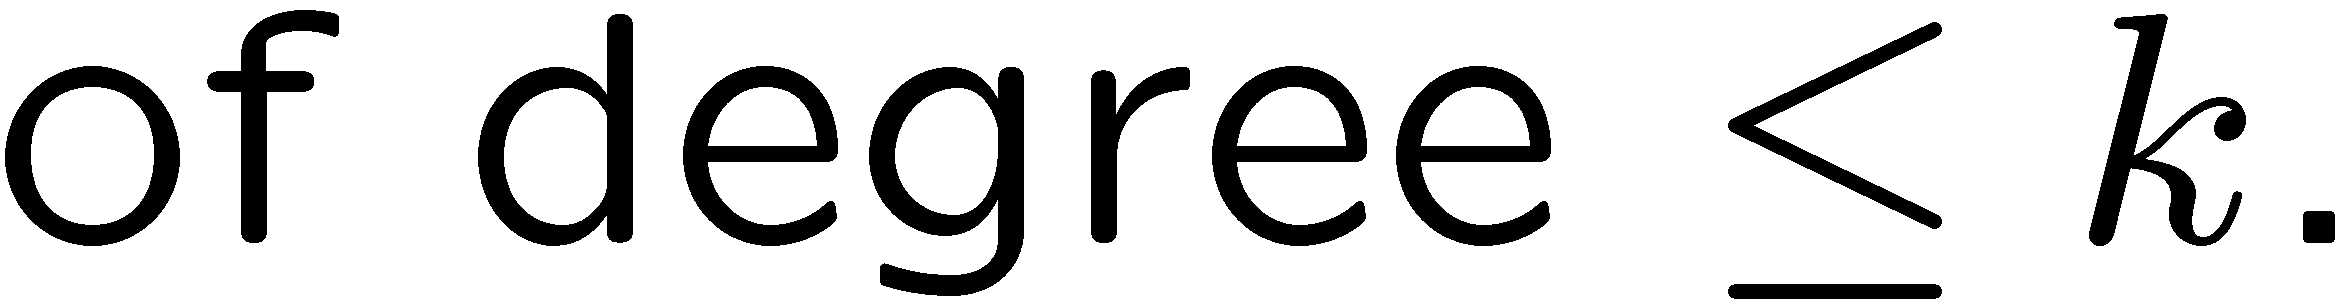 of degree ≤ k.